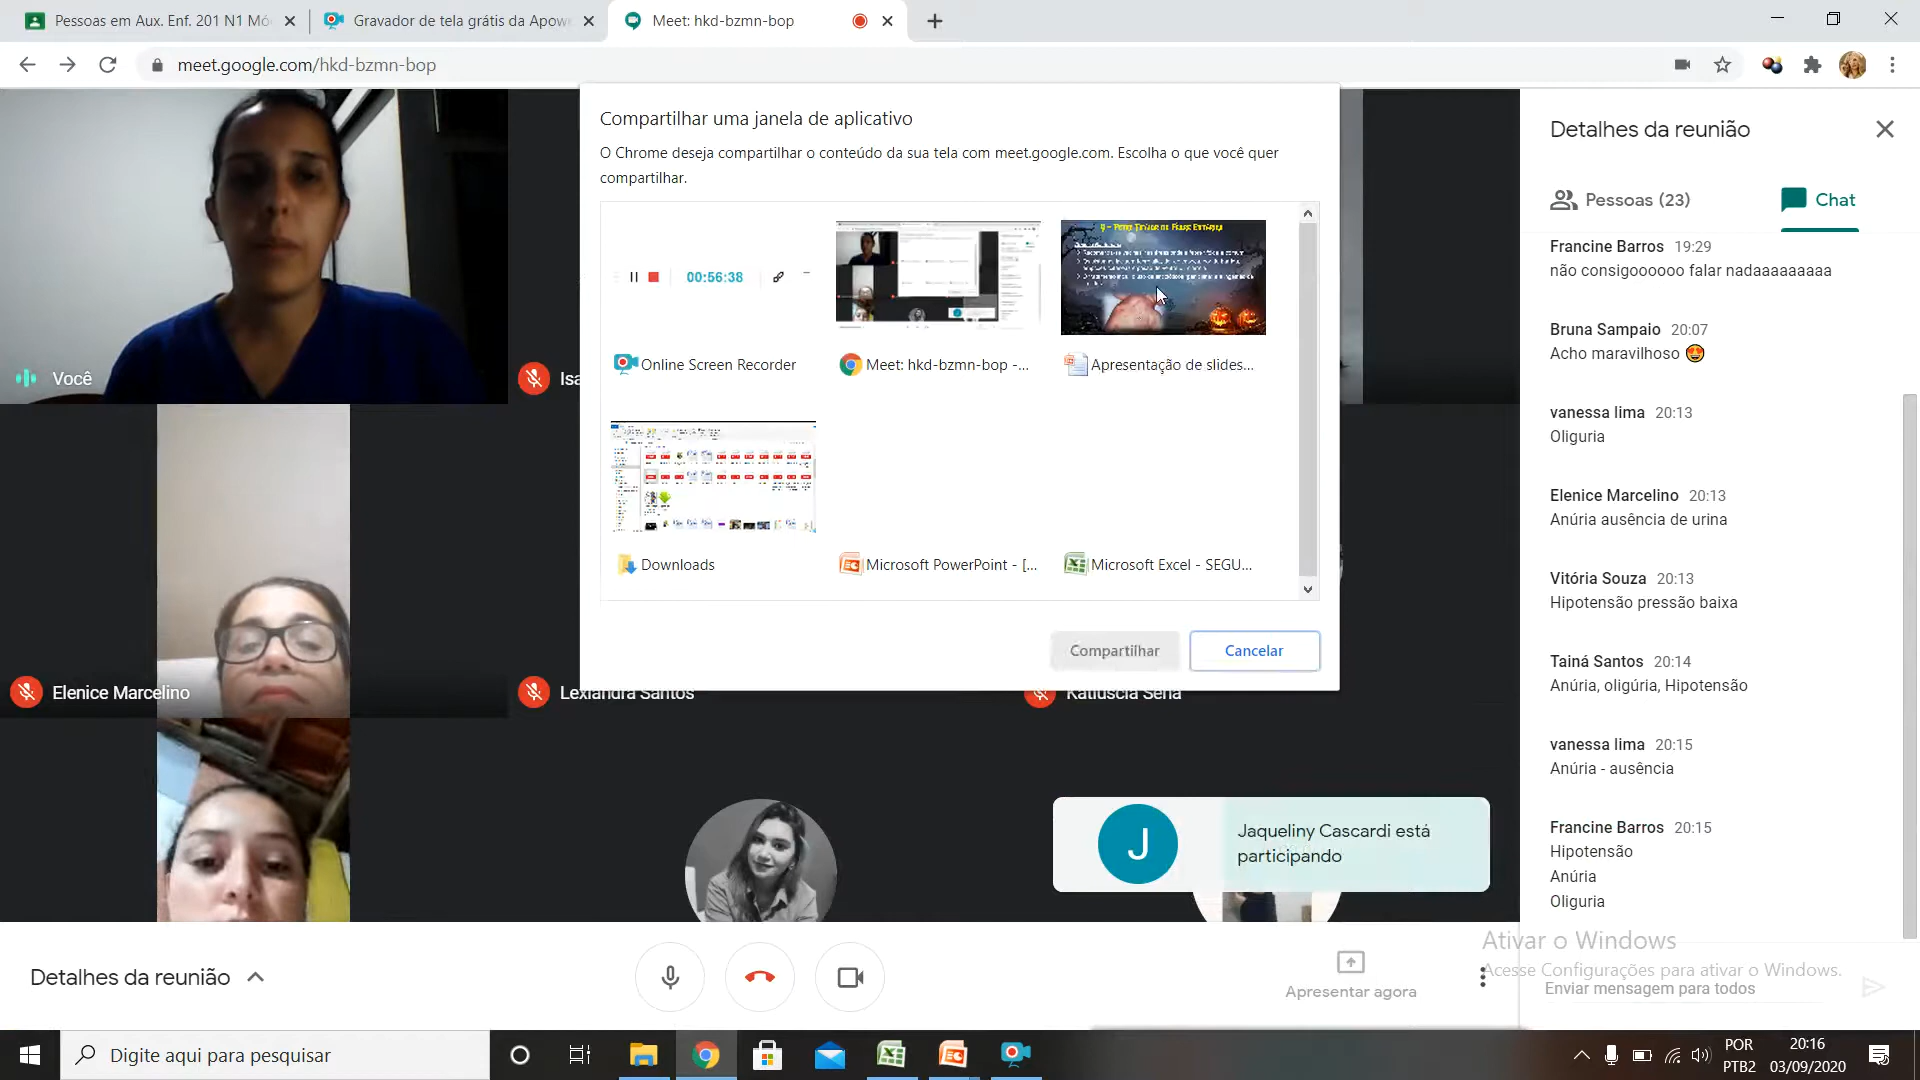 Pessoas em Aux. Enf. 201 N1 Mó
Gravador de tela grátis da Apow
Meet: hkd-bzmn-bop
meet.google.com/hkd-bzmn-bop
Compartilhar uma janela de aplicativo
O Chrome deseja compartilhar o conteúdo da sua tela com meet.google.com. Escolha o que você quer
compartilhar.
00:56:38
Online Screen Recorder
Meet: hkd-bzmn-bop -...
Apresentação de slides...
Downloads
Microsoft PowerPoint - [...
Microsoft Excel - SEGU...
Compartilhar
Cancelar
Você
Isa
Elenice Marcelino
Lexiandra Santos
Katiuscia Sena
J
Jaqueliny Cascardi está
participando
Detalhes da reunião
Pessoas (23)
Chat
Francine Barros 19:29
não consigoooooo falar nadaaaaaaaaa
Bruna Sampaio 20:07
Acho maravilhoso 😍
vanessa lima 20:13
Oliguria
Elenice Marcelino 20:13
Anúria ausência de urina
Vitória Souza 20:13
Hipotensão pressão baixa
Tainá Santos 20:14
Anúria, oligúria, Hipotensão
vanessa lima 20:15
Anúria - ausência
Francine Barros 20:15
Hipotensão
Anúria
Oliguria
Ativar o Windows
Acesse Configurações para ativar o Windows.
Enviar mensagem para todos
Detalhes da reunião
Apresentar agora
Digite aqui para pesquisar
POR
PTB2
20:16
03/09/2020